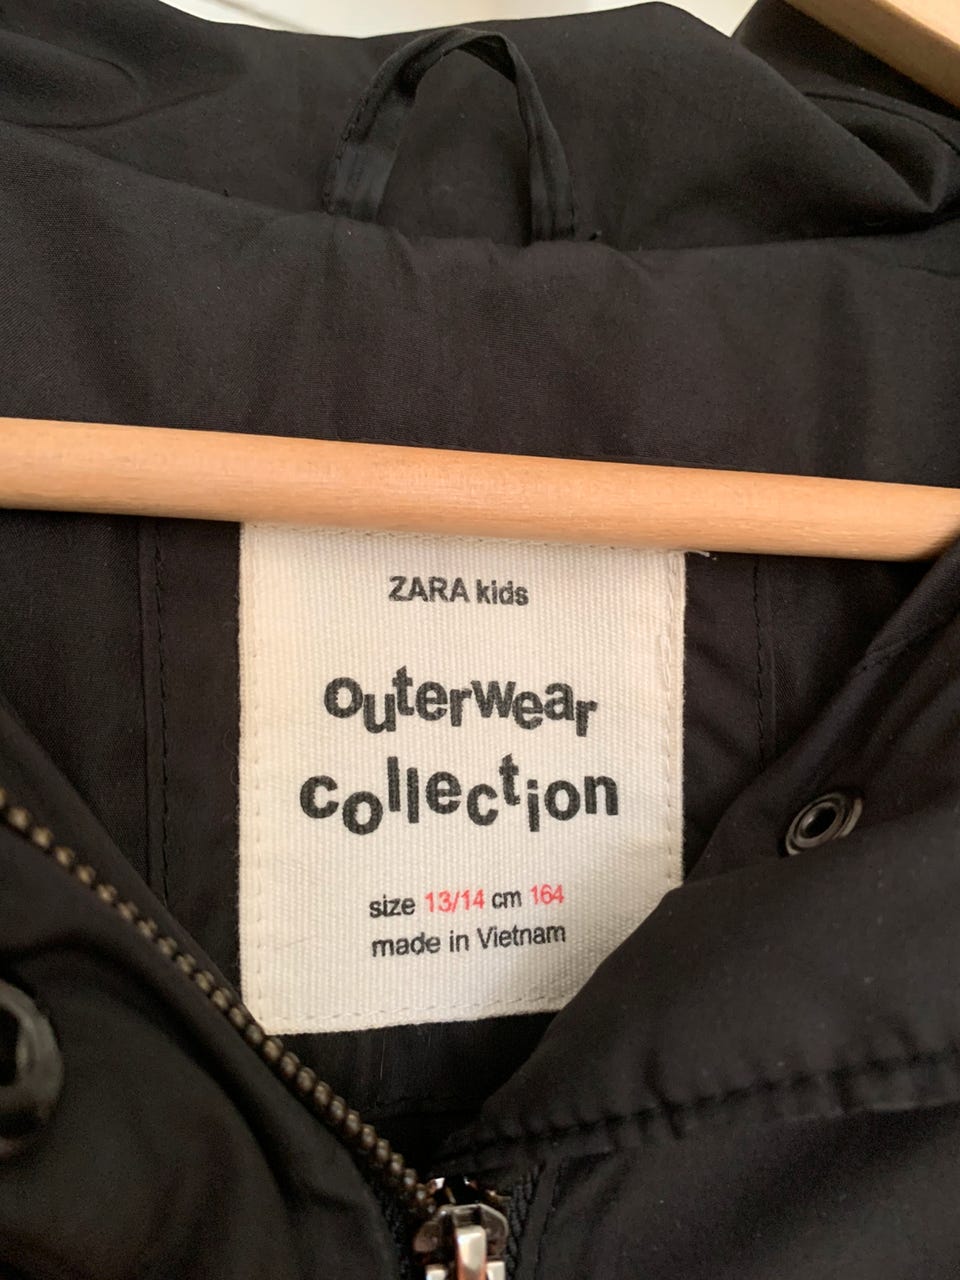 ZARA kids
outerwear
collection
size 13/14 cm 164
made in Vietnam